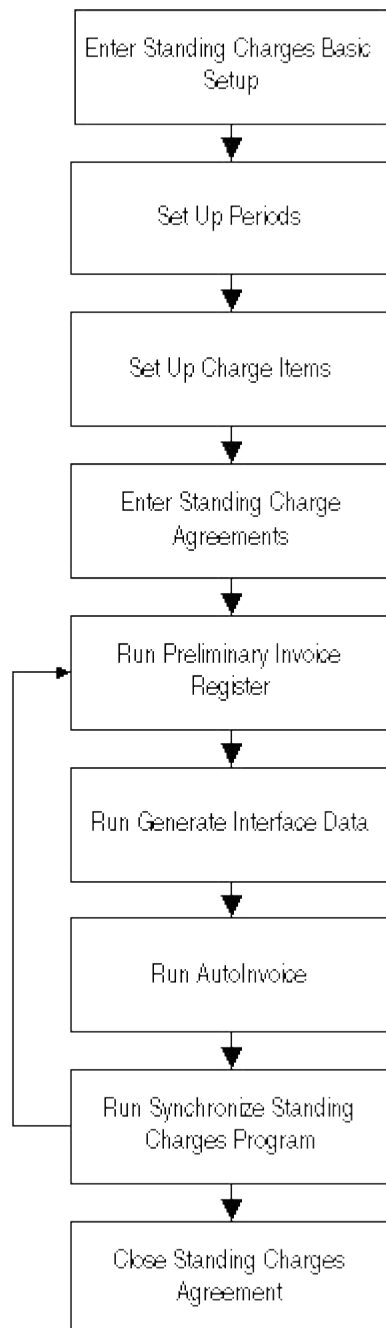 Enter Standing Charges Basic
Setup
Set Up Periods
Set Up Charge Items
Enter Standing Charge
Agreements
Run Preliminary Invoice
Register
Run Generate Interface Data
Run AutoInvoice
Run Synchronize Standing
Charges Program
Close Standing Charges
Agreement